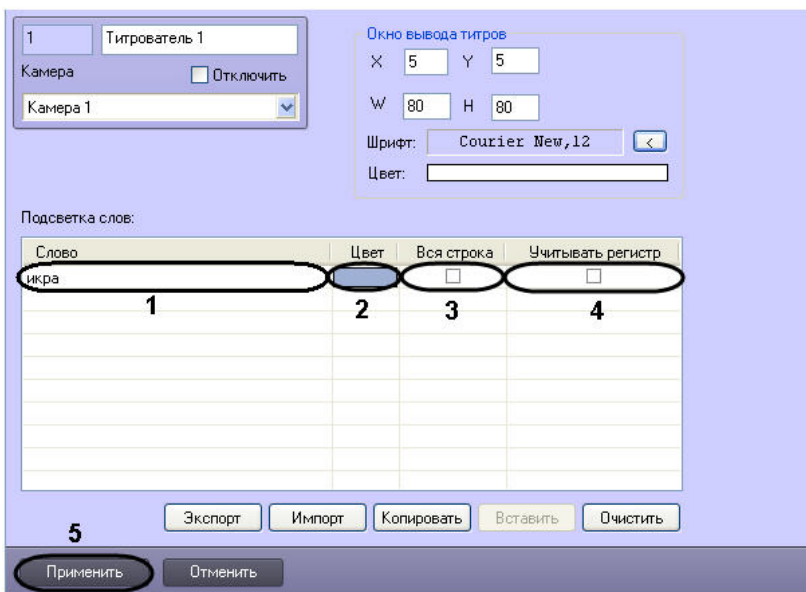 1 Титрователь 1
Камера Отключить
Камера 1
Окно вывода титров
X 5 Y 5
W 80 H 80
Шрифт: Courier New,12 <
Цвет:
Подсветка слов:
Слово Цвет Вся строка Учитывать регистр
икра
1 2 3 4
Экспорт Импорт Копировать Вставить Очистить
5
Применить Отменить